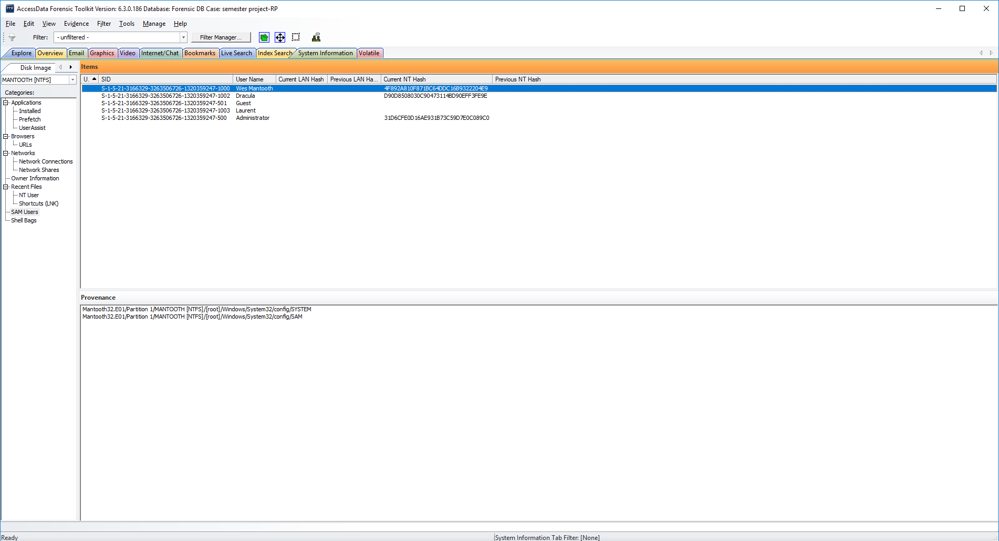 AccessData Forensic Toolkit Version: 6.3.0.186 Database: Forensic DB Case: semester project-RP
File Edit View Evidence Filter Tools Manage Help
Filter: - unfiltered - Filter Manager...
Explore Overview Email Graphics Video Internet/Chat Bookmarks Live Search Index Search System Information Volatile
Disk Image
MANTOOTH [NTFS]
Categories:
Applications
Installed
Prefetch
UserAssist
Browsers
URLs
Networks
Network Connections
Network Shares
Owner Information
Recent Files
NT User
Shortcuts (LNK)
SAM Users
Shell Bags
Items
U. SID User Name Current LAN Hash Previous LAN Ha... Current NT Hash Previous NT Hash
S-1-5-21-3166329-3263506726-1320359247-1000 Wes Mantooth 4F892A810F871BC64DDC16B9322204E9
S-1-5-21-3166329-3263506726-1320359247-1002 Dracula D90D8508030C90473114BD90EFF3FE9E
S-1-5-21-3166329-3263506726-1320359247-501 Guest
S-1-5-21-3166329-3263506726-1320359247-1003 Laurent
S-1-5-21-3166329-3263506726-1320359247-500 Administrator 31D6CFE0D16AE931B73C59D7E0C089C0
Provenance
Mantooth32.E01/Partition 1/MANTOOTH [NTFS]/[root]/Windows/System32/config/SYSTEM
Mantooth32.E01/Partition 1/MANTOOTH [NTFS]/[root]/Windows/System32/config/SAM
Ready
System Information Tab Filter: [None]